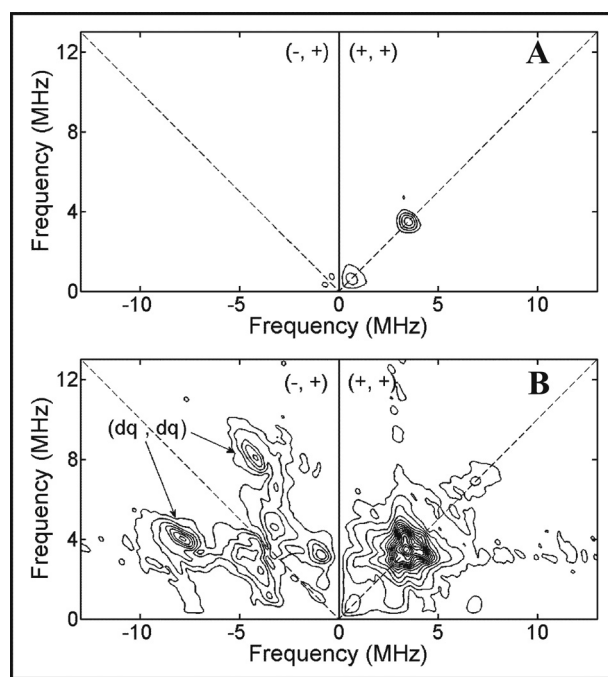 (-, +) (+, +) A
12
8
4
0
-10 -5 0 5 10
Frequency (MHz)
Frequency (MHz)
(-, +) (+, +) B
(dq , dq)
12
8
4
0
-10 -5 0 5 10
Frequency (MHz)
Frequency (MHz)